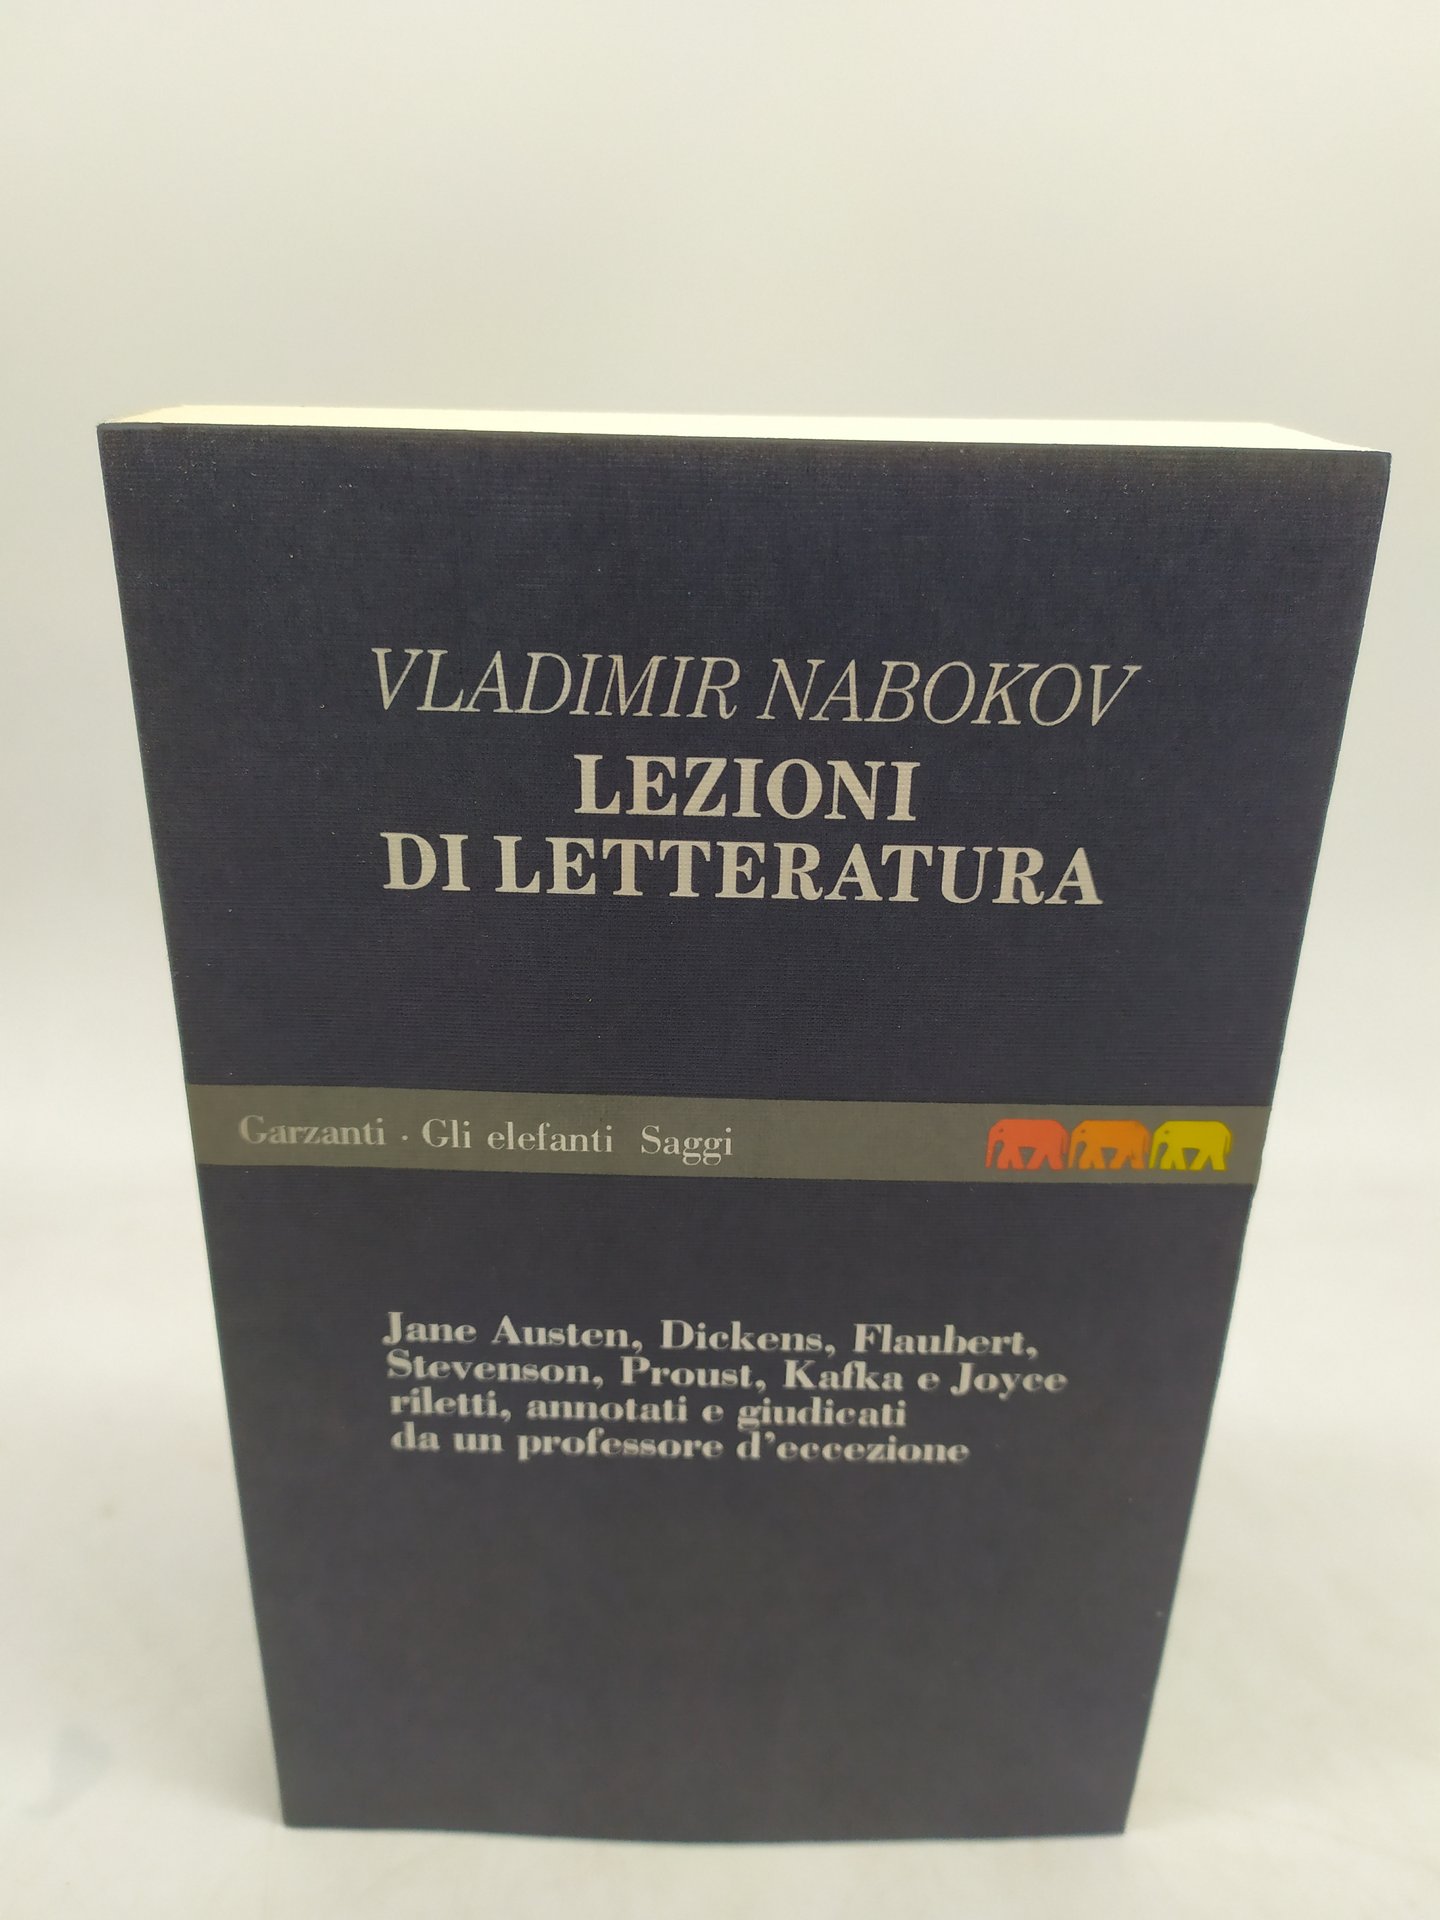 VLADIMIR NABOKOV
LEZIONI
DI LETTERATURA
Garzanti · Gli elefanti Saggi
Jane Austen, Dickens, Flaubert,
Stevenson, Proust, Kafka e Joyce
riletti, annotati e giudicati
da un professore d'eccezione